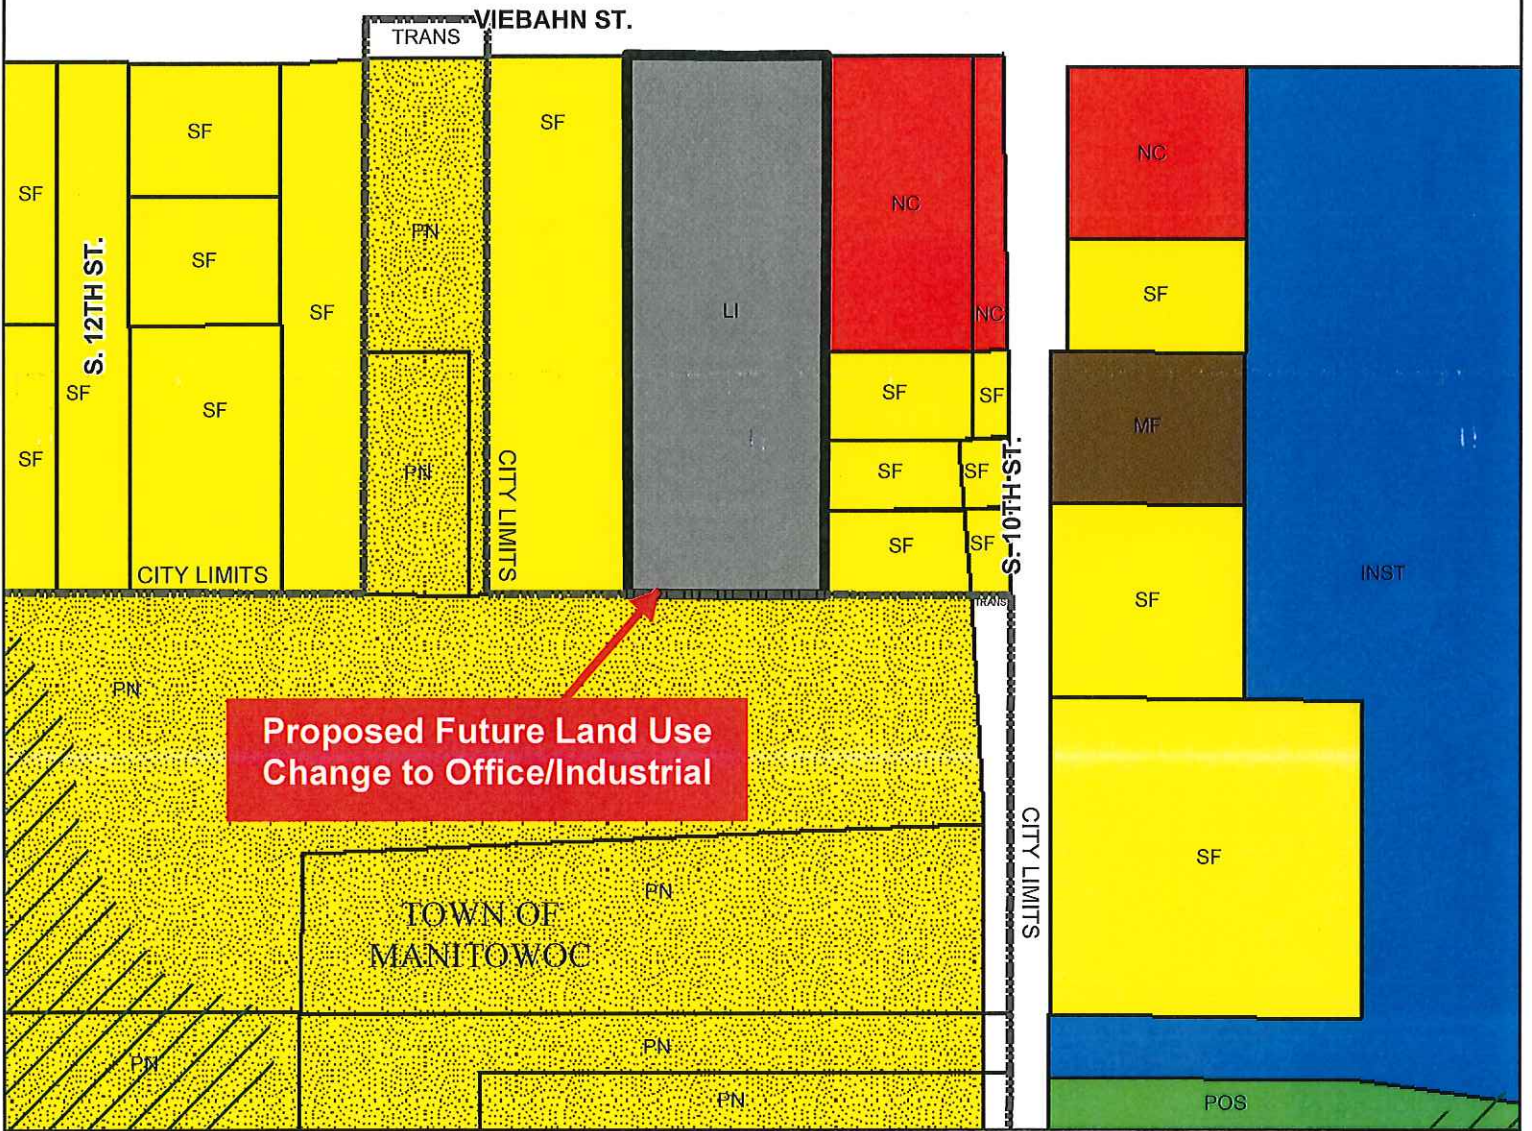 VIEBAHN ST.
TRANS
SF
SF
NC
SF
SF
NC
PN
SF
S. 12TH ST.
SF
SF
LI
NC
SF
SF
SF
SF
SF
MF
SF
PN
CITY LIMITS
SF
SF
S. 10TH ST.
SF
SF
INST
CITY LIMITS
SF
TRANS
PN
Proposed Future Land Use
Change to Office/Industrial
CITY LIMITS
SF
PN
TOWN OF
MANITOWOC
PN
PN
PN
POS